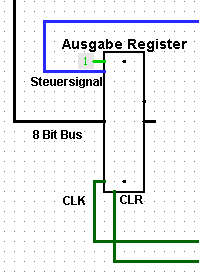 Ausgabe Register
1
Steuersignal
8 Bit Bus
CLK
CLR